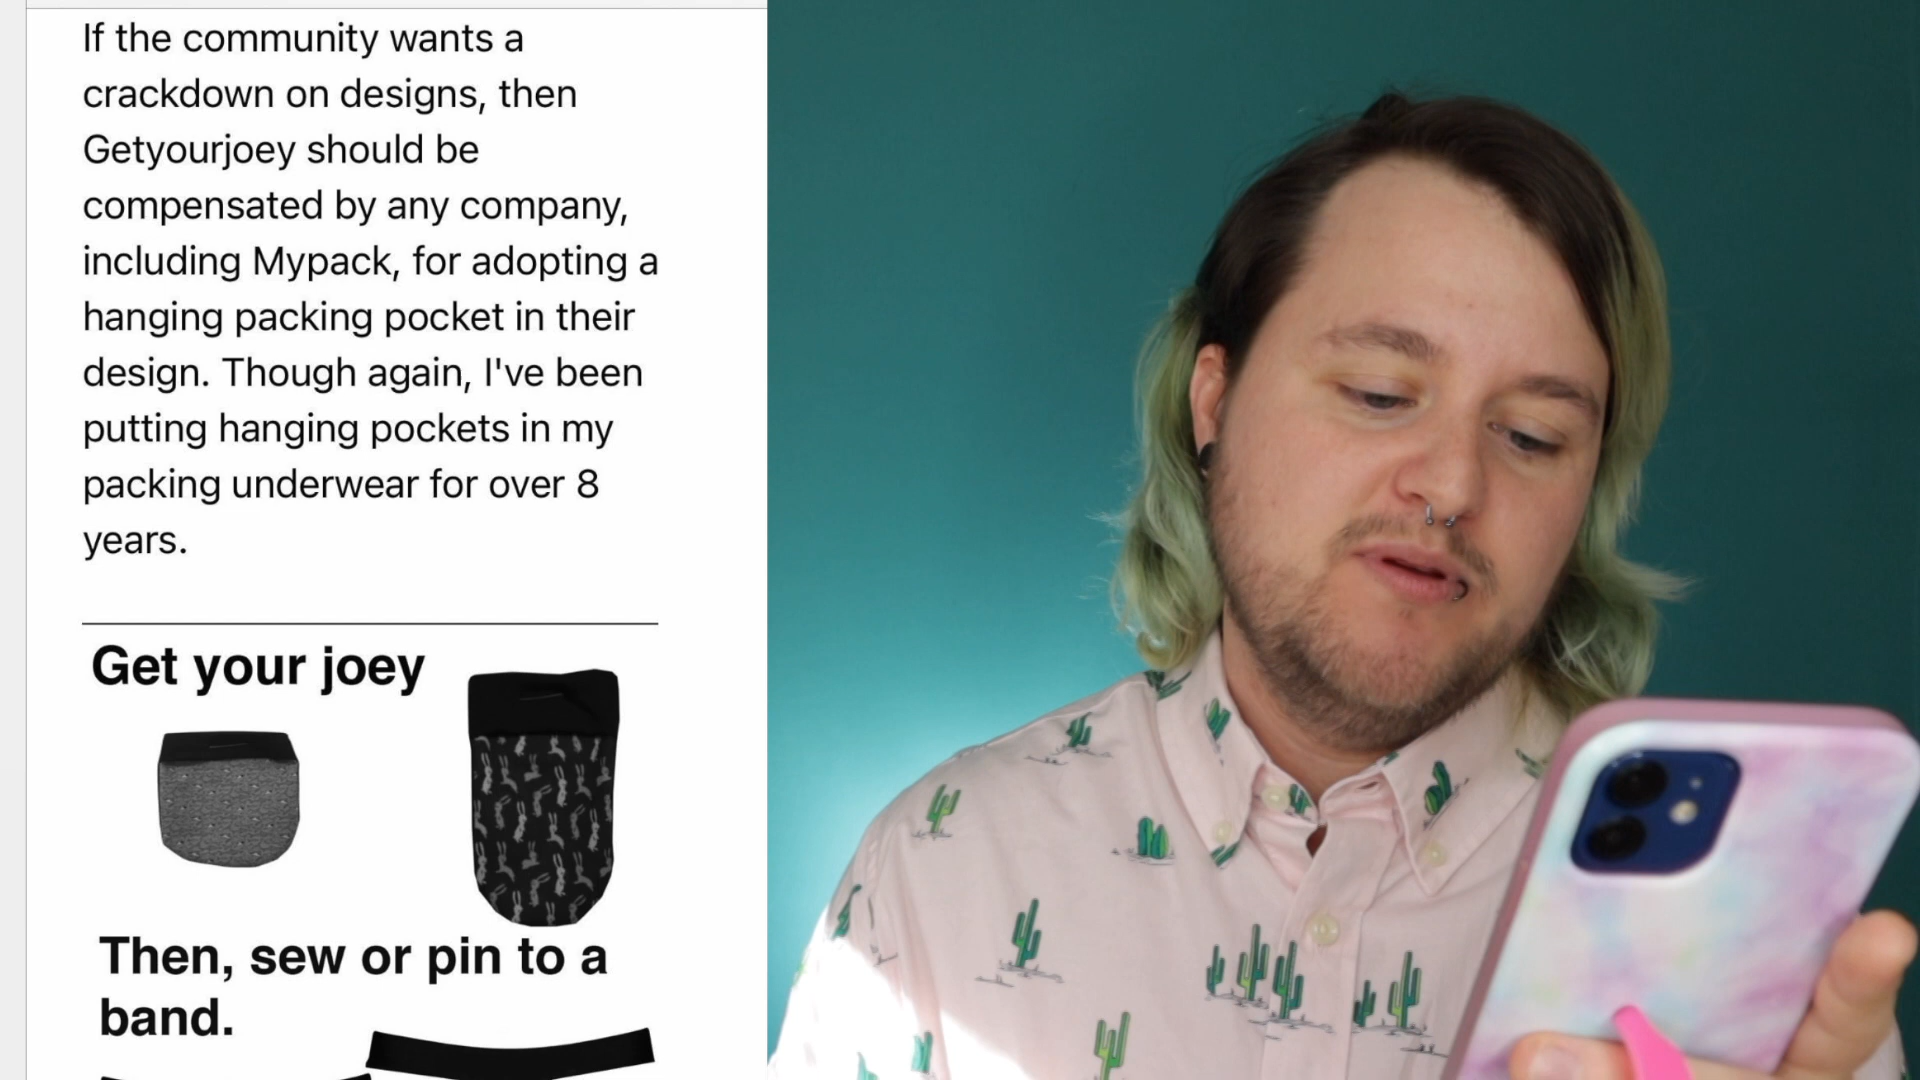 If the community wants a
crackdown on designs, then
Getyourjoey should be
compensated by any company,
including Mypack, for adopting a
hanging packing pocket in their
design. Though again, I've been
putting hanging pockets in my
packing underwear for over 8
years.
Get your joey
Then, sew or pin to a
band.